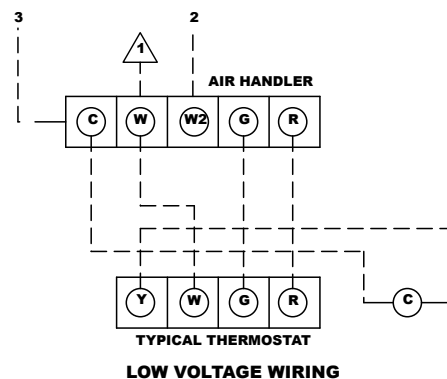 3 2
1
AIR HANDLER
C W W2 G R
Y W G R C
TYPICAL THERMOSTAT
LOW VOLTAGE WIRING